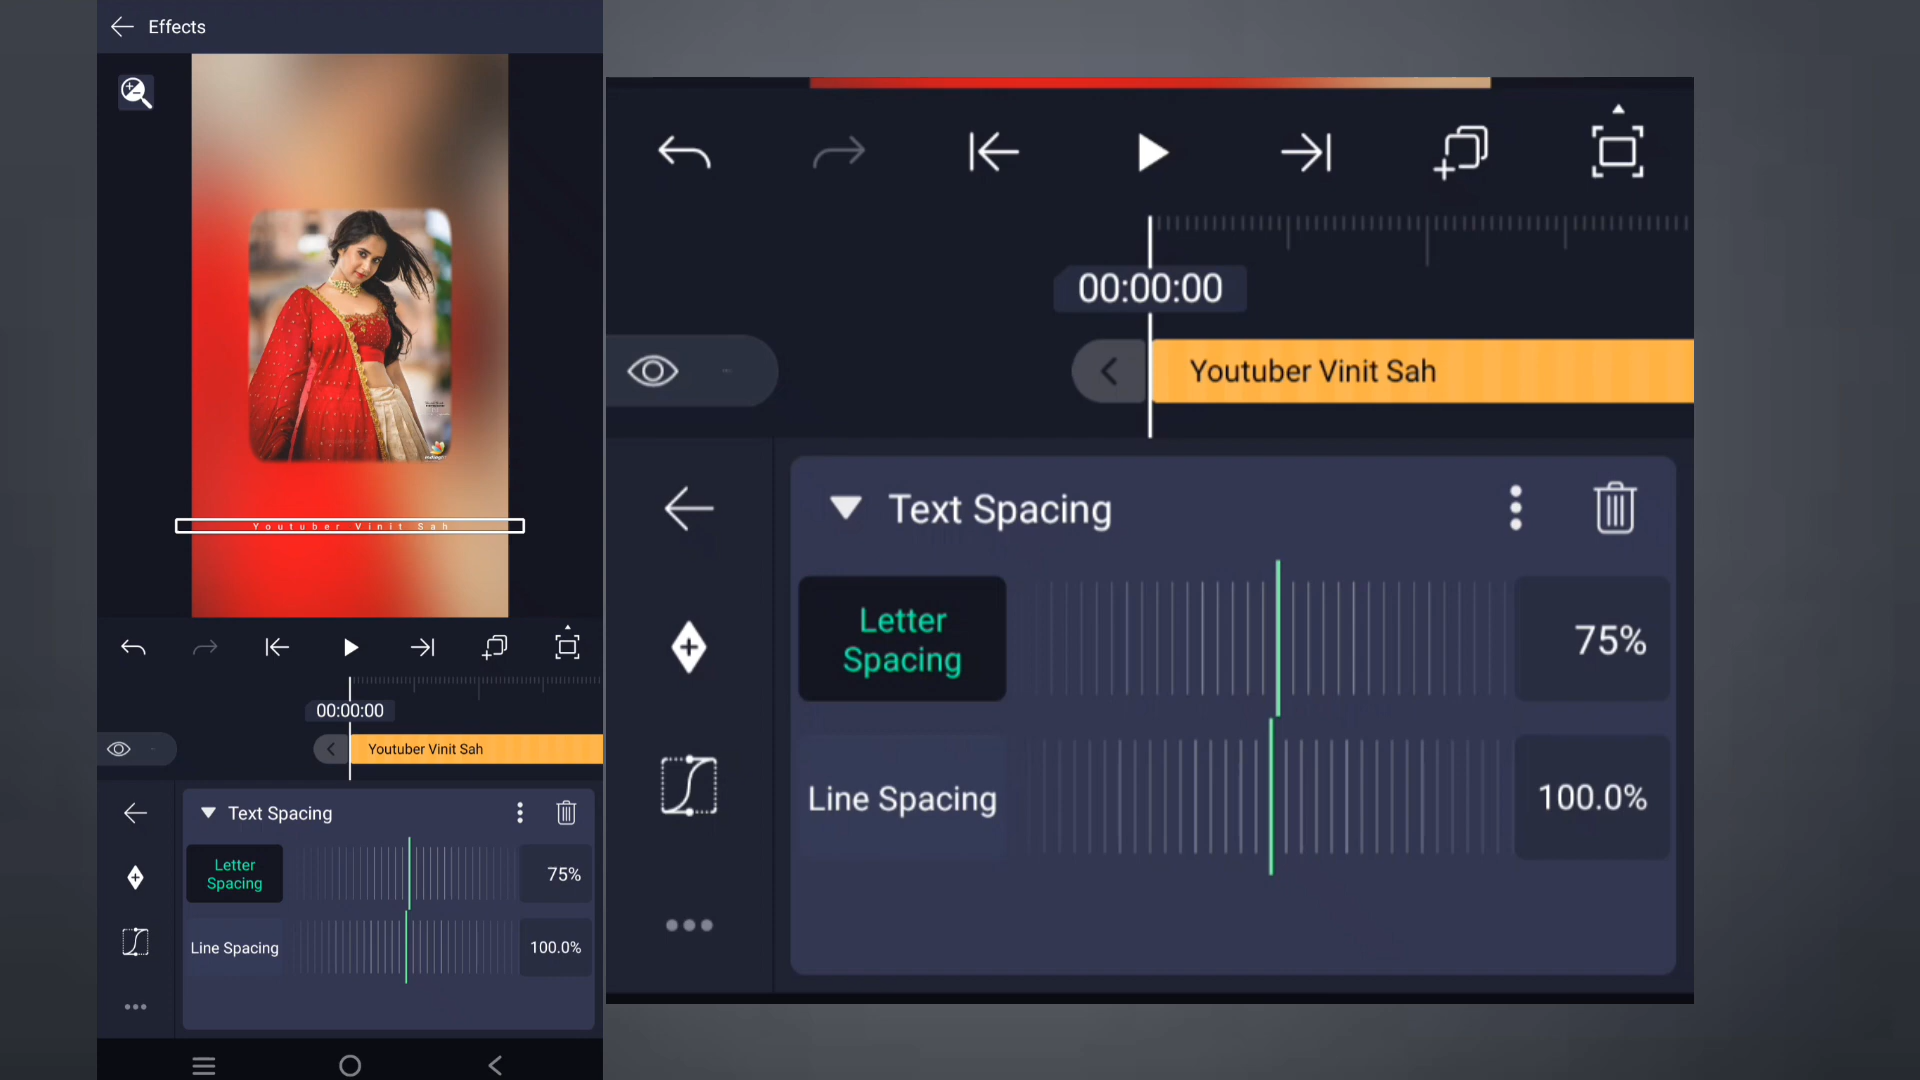 Effects
Youtuber Vinit Sah
00:00:00
Youtuber Vinit Sah
Text Spacing
Letter
Spacing
75%
Line Spacing
100.0%
00:00:00
Youtuber Vinit Sah
Text Spacing
Letter
Spacing
75%
Line Spacing
100.0%